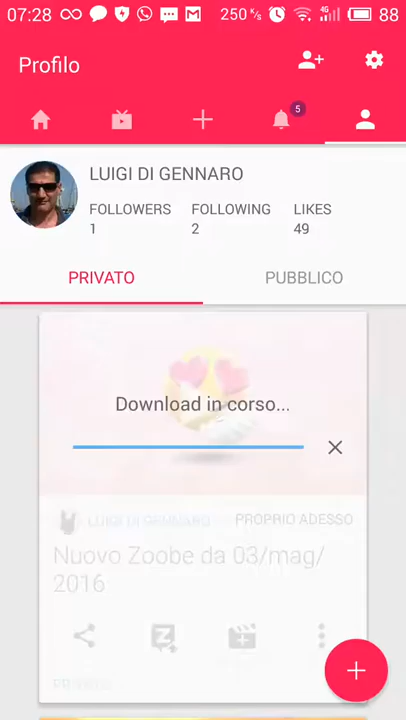 07:28 250 K/s 4G 88
Profilo
5
LUIGI DI GENNARO
FOLLOWERS FOLLOWING LIKES
1 2 49
PRIVATO PUBBLICO
Download in corso...
LUIGI DI GENNARO PROPRIO ADESSO
Nuovo Zoobe da 03/mag/
2016
PRIVATO